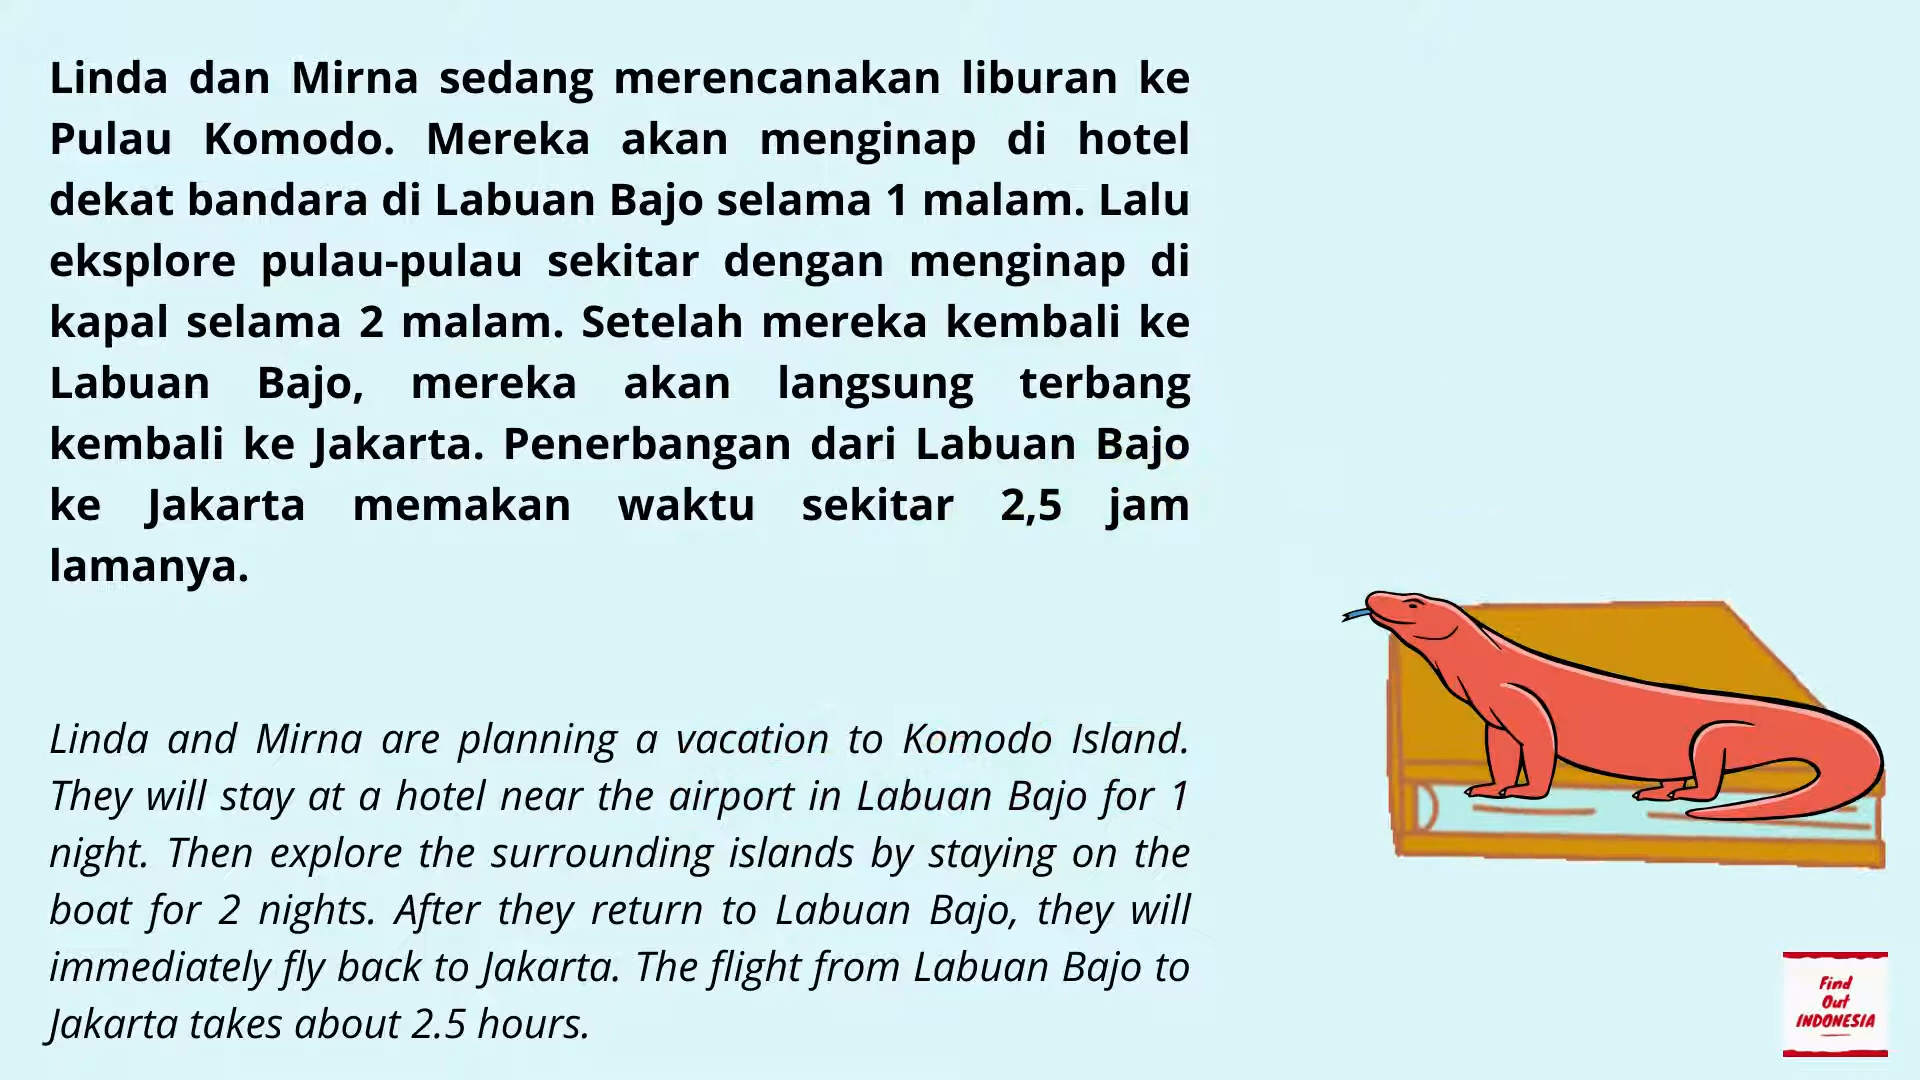 Linda dan Mirna sedang merencanakan liburan ke
Pulau Komodo. Mereka akan menginap di hotel
dekat bandara di Labuan Bajo selama 1 malam. Lalu
eksplore pulau-pulau sekitar dengan menginap di
kapal selama 2 malam. Setelah mereka kembali ke
Labuan Bajo, mereka akan langsung terbang
kembali ke Jakarta. Penerbangan dari Labuan Bajo
ke Jakarta memakan waktu sekitar 2,5 jam
lamanya.
Linda and Mirna are planning a vacation to Komodo Island.
They will stay at a hotel near the airport in Labuan Bajo for 1
night. Then explore the surrounding islands by staying on the
boat for 2 nights. After they return to Labuan Bajo, they will
immediately fly back to Jakarta. The flight from Labuan Bajo to
Jakarta takes about 2.5 hours.
Find
Out
INDONESIA